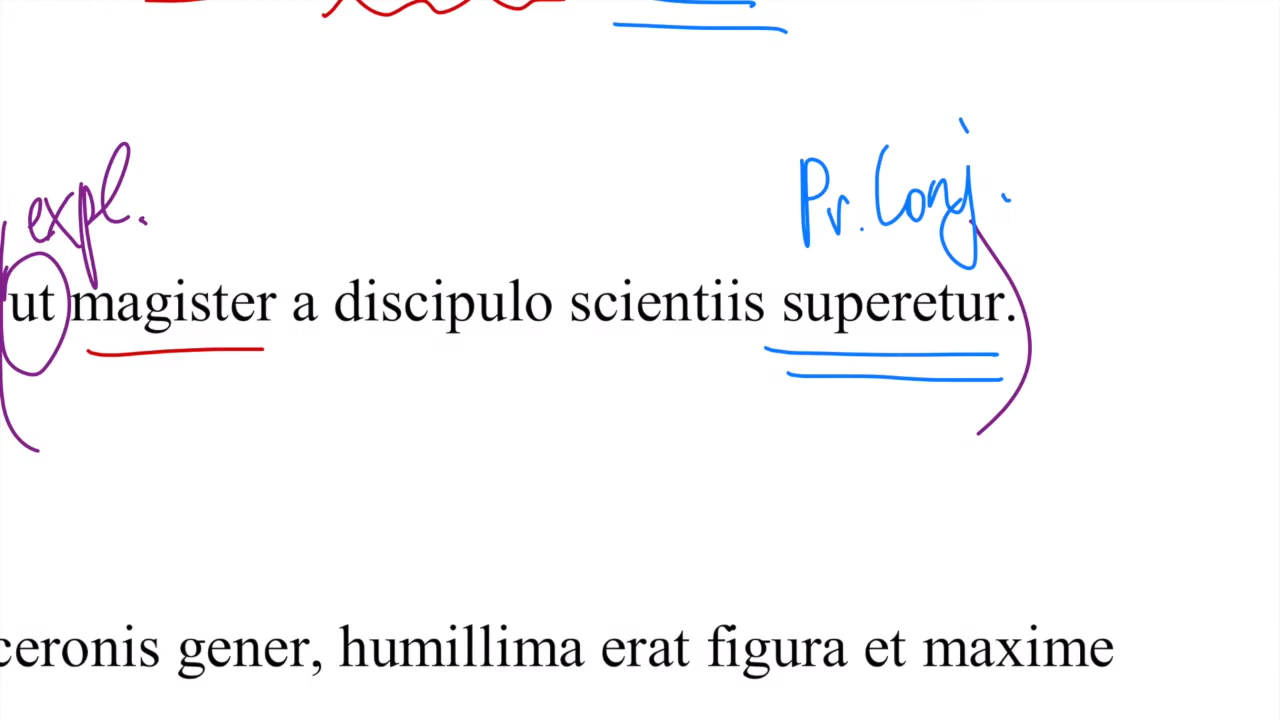 expl. Pr. Conj.
ut magister a discipulo scientiis superetur.
ceronis gener, humillima erat figura et maxime